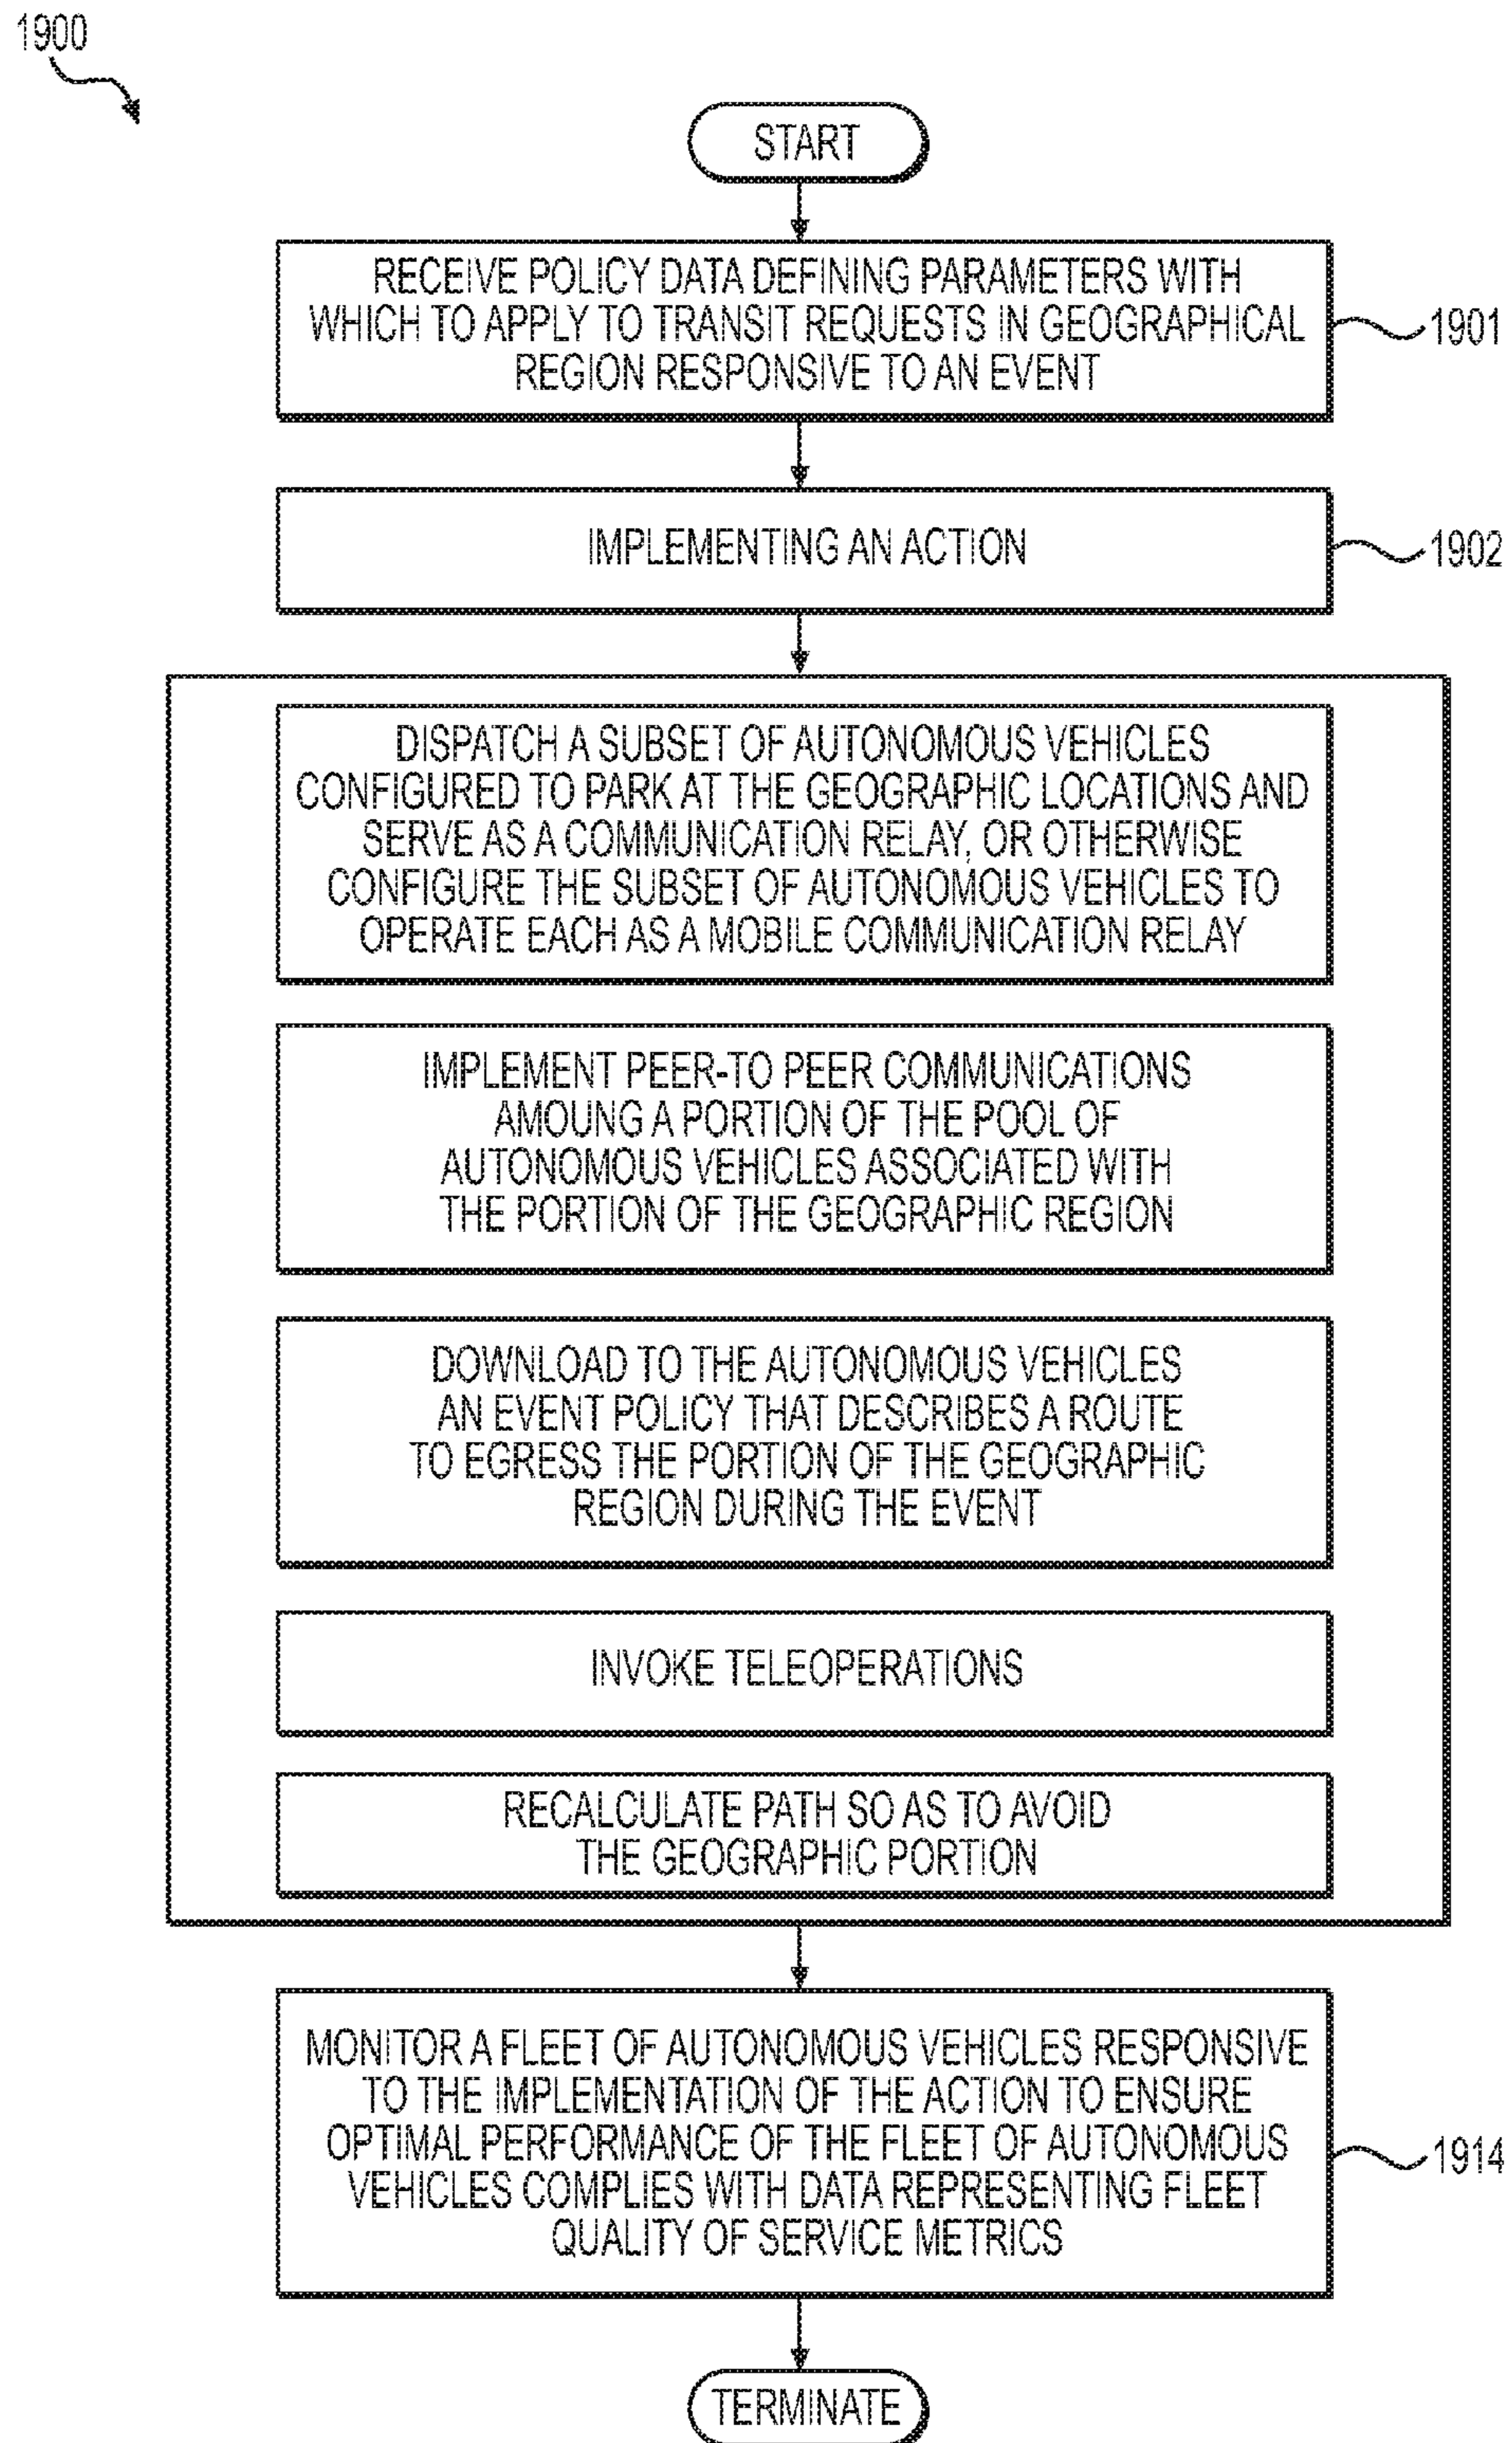 1900
START
RECEIVE POLICY DATA DEFINING PARAMETERS WITH
WHICH TO APPLY TO TRANSIT REQUESTS IN GEOGRAPHICAL
REGION RESPONSIVE TO AN EVENT
1901
IMPLEMENTING AN ACTION
1902
DISPATCH A SUBSET OF AUTONOMOUS VEHICLES
CONFIGURED TO PARK AT THE GEOGRAPHIC LOCATIONS AND
SERVE AS A COMMUNICATION RELAY, OR OTHERWISE
CONFIGURE THE SUBSET OF AUTONOMOUS VEHICLES TO
OPERATE EACH AS A MOBILE COMMUNICATION RELAY
IMPLEMENT PEER-TO PEER COMMUNICATIONS
AMOUNG A PORTION OF THE POOL OF
AUTONOMOUS VEHICLES ASSOCIATED WITH
THE PORTION OF THE GEOGRAPHIC REGION
DOWNLOAD TO THE AUTONOMOUS VEHICLES
AN EVENT POLICY THAT DESCRIBES A ROUTE
TO EGRESS THE PORTION OF THE GEOGRAPHIC
REGION DURING THE EVENT
INVOKE TELEOPERATIONS
RECALCULATE PATH SO AS TO AVOID
THE GEOGRAPHIC PORTION
MONITOR A FLEET OF AUTONOMOUS VEHICLES RESPONSIVE
TO THE IMPLEMENTATION OF THE ACTION TO ENSURE
OPTIMAL PERFORMANCE OF THE FLEET OF AUTONOMOUS
VEHICLES COMPLIES WITH DATA REPRESENTING FLEET
QUALITY OF SERVICE METRICS
1914
TERMINATE